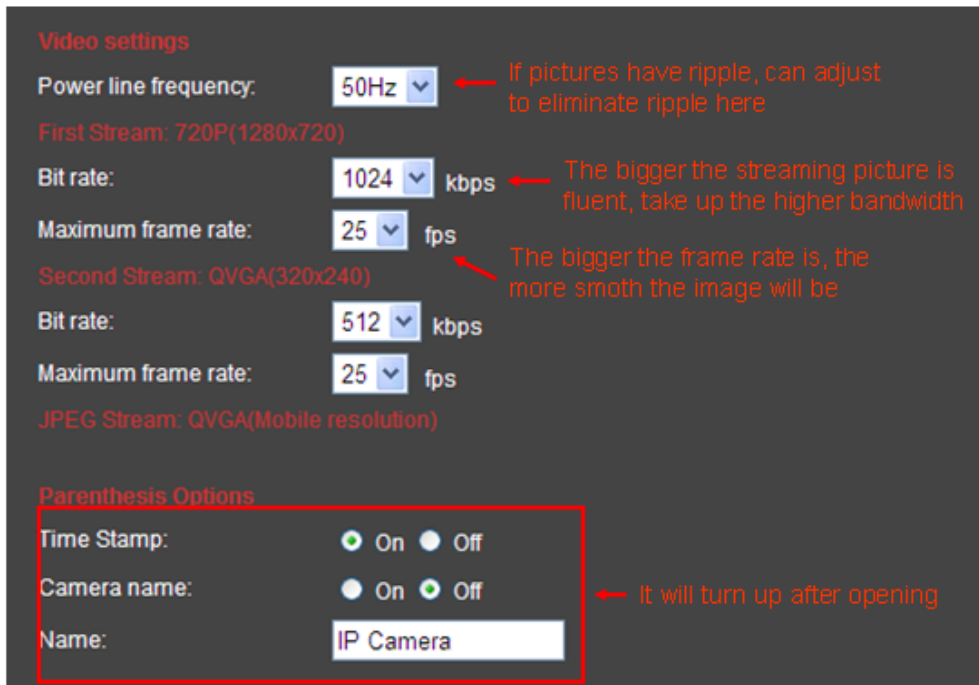 Video settings
Power line frequency: 50Hz
If pictures have ripple, can adjust
to eliminate ripple here
First Stream: 720P(1280x720)
Bit rate: 1024 kbps
The bigger the streaming picture is
fluent, take up the higher bandwidth
Maximum frame rate: 25 fps
The bigger the frame rate is, the
more smoth the image will be
Second Stream: QVGA(320x240)
Bit rate: 512 kbps
Maximum frame rate: 25 fps
JPEG Stream: QVGA(Mobile resolution)
Parenthesis Options
Time Stamp: On Off
Camera name: On Off
It will turn up after opening
Name: IP Camera